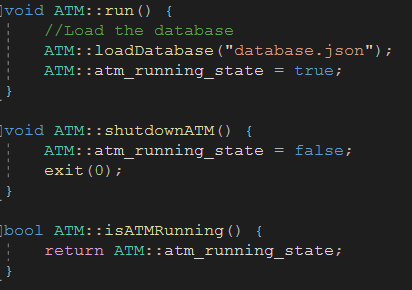 void ATM::run() {
    //Load the database
    ATM::loadDatabase("database.json");
    ATM::atm_running_state = true;
}
void ATM::shutdownATM() {
    ATM::atm_running_state = false;
    exit(0);
}
bool ATM::isATMRunning() {
    return ATM::atm_running_state;
}